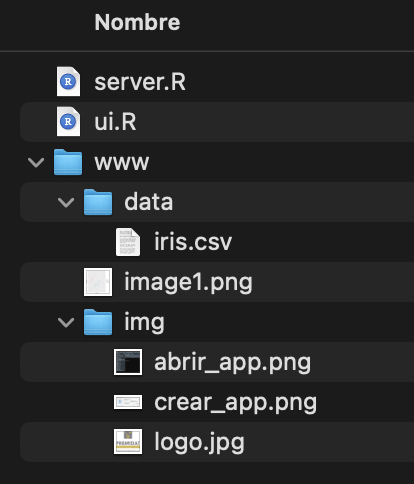 Nombre
server.R
ui.R
www
data
iris.csv
image1.png
img
abrir_app.png
crear_app.png
logo.jpg